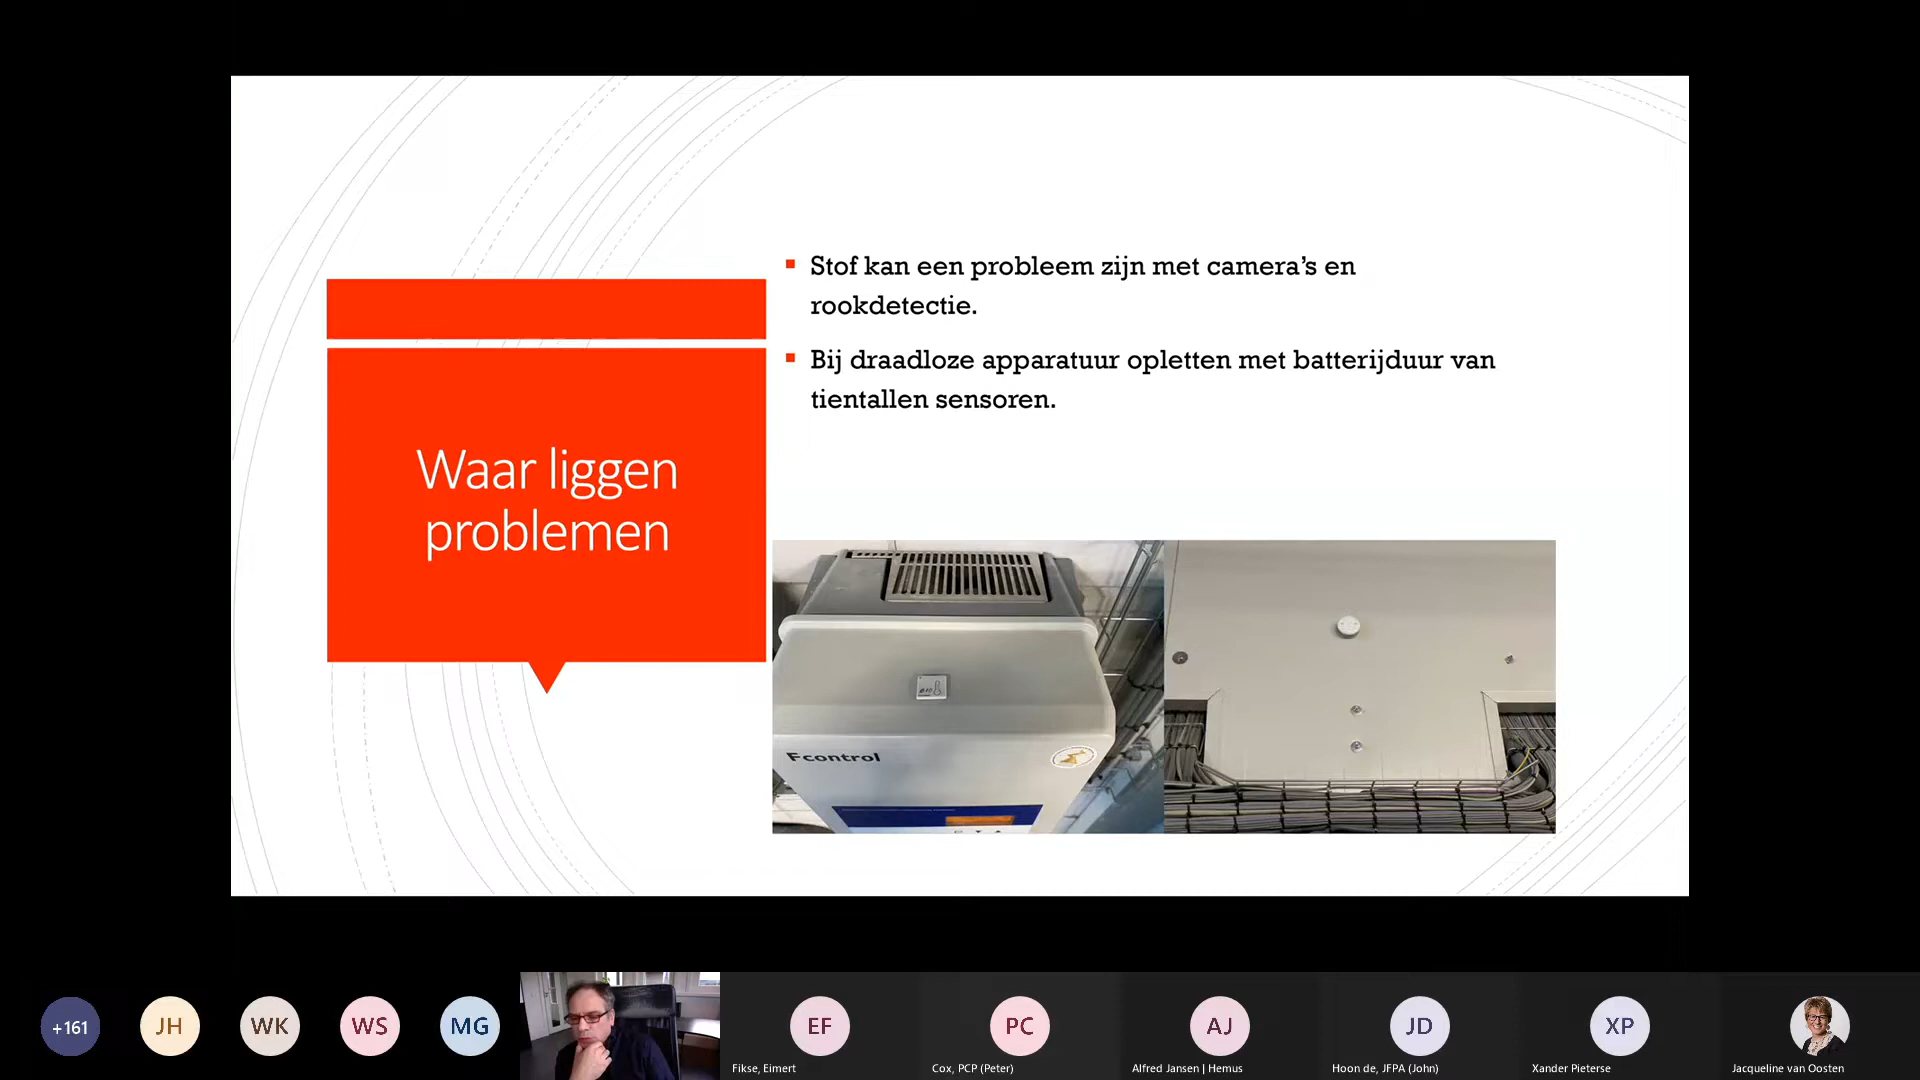 Stof kan een probleem zijn met camera’s en
rookdetectie.
Bij draadloze apparatuur opletten met batterijduur van
tientallen sensoren.
Waar liggen
problemen
Fcontrol
+161
JH
WK
WS
MG
EF
PC
AJ
JD
XP
Fikse, Eimert
Cox, PCP (Peter)
Alfred Jansen | Hemus
Hoon de, JFPA (John)
Xander Pieterse
Jacqueline van Oosten